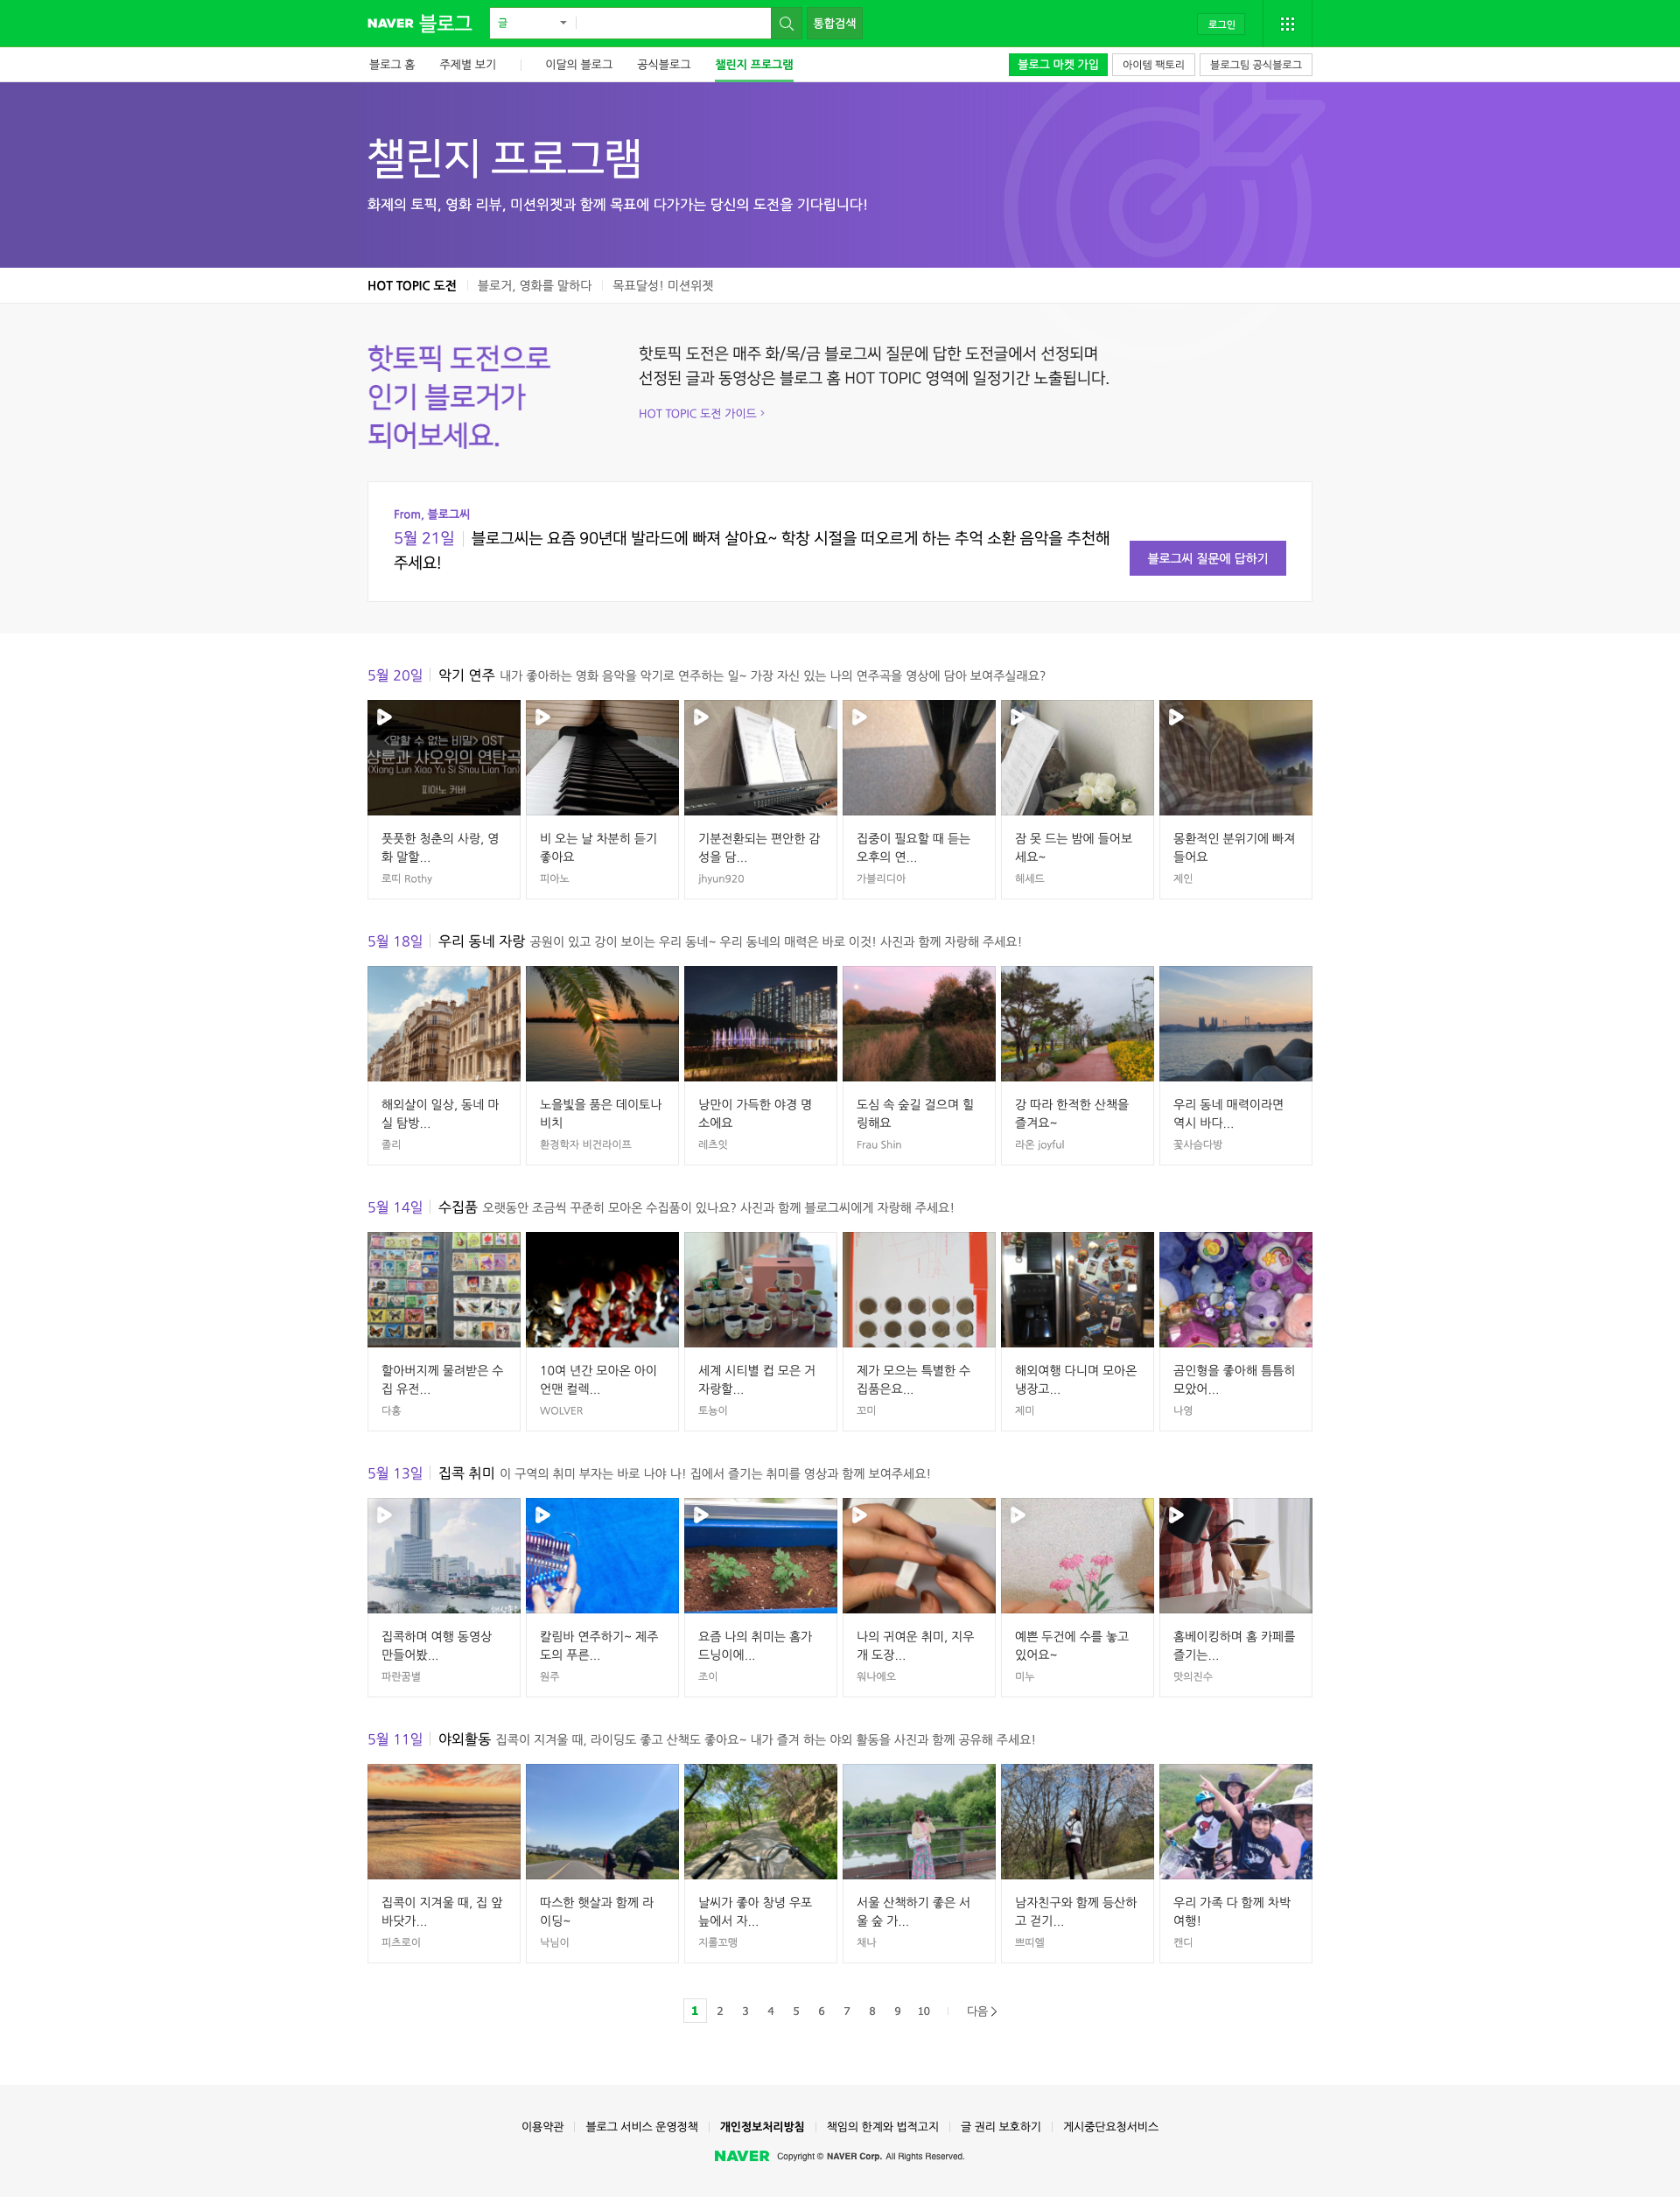 NAVER 블로그
글
통합검색
로그인
블로그 홈
주제별 보기
이달의 블로그
공식블로그
챌린지 프로그램
블로그 마켓 가입
아이템 팩토리
블로그팀 공식블로그
챌린지 프로그램
화제의 토픽, 영화 리뷰, 미션위젯과 함께 목표에 다가가는 당신의 도전을 기다립니다!
HOT TOPIC 도전
블로거, 영화를 말하다
목표달성! 미션위젯
핫토픽 도전으로
인기 블로거가
되어보세요.
핫토픽 도전은 매주 화/목/금 블로그씨 질문에 답한 도전글에서 선정되며
선정된 글과 동영상은 블로그 홈 HOT TOPIC 영역에 일정기간 노출됩니다.
HOT TOPIC 도전 가이드 >
From, 블로그씨
5월 21일 블로그씨는 요즘 90년대 발라드에 빠져 살아요~ 학창 시절을 떠오르게 하는 추억 소환 음악을 추천해
주세요!
블로그씨 질문에 답하기
5월 20일 악기 연주 내가 좋아하는 영화 음악을 악기로 연주하는 일~ 가장 자신 있는 나의 연주곡을 영상에 담아 보여주실래요?
<말할 수 없는 비밀> OST
샹륜과 샤오위의 연탄곡
(Xiang Lun Xiao Yu Si Shou Lian Tan)
피아노 커버
풋풋한 청춘의 사랑, 영
화 말할...
로띠 Rothy
비 오는 날 차분히 듣기
좋아요
피아노
기분전환되는 편안한 감
성을 담...
jhyun920
집중이 필요할 때 듣는
오후의 연...
가블리디아
잠 못 드는 밤에 들어보
세요~
헤세드
몽환적인 분위기에 빠져
들어요
제인
5월 18일 우리 동네 자랑 공원이 있고 강이 보이는 우리 동네~ 우리 동네의 매력은 바로 이것! 사진과 함께 자랑해 주세요!
해외살이 일상, 동네 마
실 탐방...
졸리
노을빛을 품은 데이토나
비치
환경학자 비건라이프
낭만이 가득한 야경 명
소에요
레츠잇
도심 속 숲길 걸으며 힐
링해요
Frau Shin
강 따라 한적한 산책을
즐겨요~
라온 joyful
우리 동네 매력이라면
역시 바다...
꽃사슴다방
5월 14일 수집품 오랫동안 조금씩 꾸준히 모아온 수집품이 있나요? 사진과 함께 블로그씨에게 자랑해 주세요!
할아버지께 물려받은 수
집 유전...
다홍
10여 년간 모아온 아이
언맨 컬렉...
WOLVER
세계 시티별 컵 모은 거
자랑할...
토뇽이
제가 모으는 특별한 수
집품은요...
꼬미
해외여행 다니며 모아온
냉장고...
제미
곰인형을 좋아해 틈틈히
모았어...
나영
5월 13일 집콕 취미 이 구역의 취미 부자는 바로 나야 나! 집에서 즐기는 취미를 영상과 함께 보여주세요!
집콕하며 여행 동영상
만들어봤...
파란꿈별
칼림바 연주하기~ 제주
도의 푸른...
원주
요즘 나의 취미는 홈가
드닝이에...
조이
나의 귀여운 취미, 지우
개 도장...
워나에오
예쁜 두건에 수를 놓고
있어요~
미누
홈베이킹하며 홈 카페를
즐기는...
맛의진수
5월 11일 야외활동 집콕이 지겨울 때, 라이딩도 좋고 산책도 좋아요~ 내가 즐겨 하는 야외 활동을 사진과 함께 공유해 주세요!
집콕이 지겨울 때, 집 앞
바닷가...
피츠로이
따스한 햇살과 함께 라
이딩~
낙님이
날씨가 좋아 창녕 우포
늪에서 자...
지롤꼬맹
서울 산책하기 좋은 서
울 숲 가...
채나
남자친구와 함께 등산하
고 걷기...
쁘띠엘
우리 가족 다 함께 차박
여행!
캔디
1 2 3 4 5 6 7 8 9 10 다음 >
이용약관
블로그 서비스 운영정책
개인정보처리방침
책임의 한계와 법적고지
글 권리 보호하기
게시중단요청서비스
NAVER Copyright © NAVER Corp. All Rights Reserved.